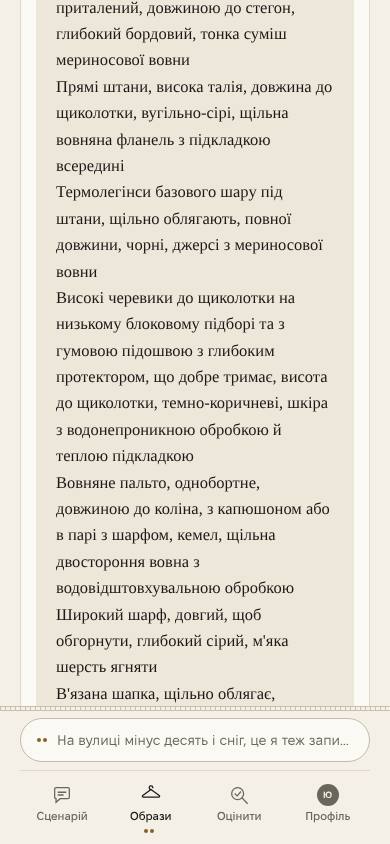 приталений, довжиною до стегон,
глибокий бордовий, тонка суміш
мериносової вовни
Прямі штани, висока талія, довжина до
щиколотки, вугільно-сірі, щільна
вовняна фланель з підкладкою
всередині
Термолегінси базового шару під
штани, щільно облягають, повної
довжини, чорні, джерсі з мериносової
вовни
Високі черевики до щиколотки на
низькому блоковому підборі та з
гумовою підошвою з глибоким
протектором, що добре тримає, висота
до щиколотки, темно-коричневі, шкіра
з водонепроникною обробкою й
теплою підкладкою
Вовняне пальто, однобортне,
довжиною до коліна, з капюшоном або
в парі з шарфом, кемел, щільна
двостороння вовна з
водовідштовхувальною обробкою
Широкий шарф, довгий, щоб
обгорнути, глибокий сірий, м'яка
шерсть ягняти
В'язана шапка, щільно облягає,
На вулиці мінус десять і сніг, це я теж запи...
Сценарій
Образи
Оцінити
Ю
Профіль